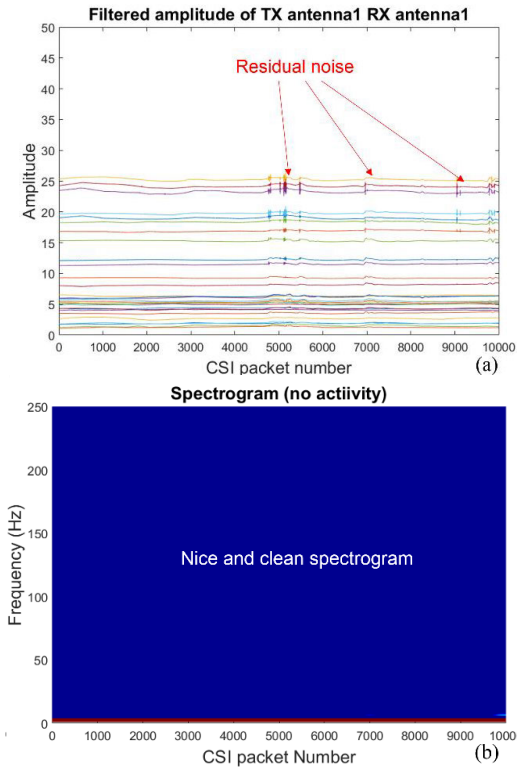 Filtered amplitude of TX antenna1 RX antenna1
50
45
40
35
30
25
20
15
10
5
0
Amplitude
Residual noise
0 1000 2000 3000 4000 5000 6000 7000 8000 9000 10000
CSI packet number
(a)
Spectrogram (no actiivity)
250
200
150
100
50
0
Frequency (Hz)
Nice and clean spectrogram
0 1000 2000 3000 4000 5000 6000 7000 8000 9000 1000
CSI packet Number
(b)